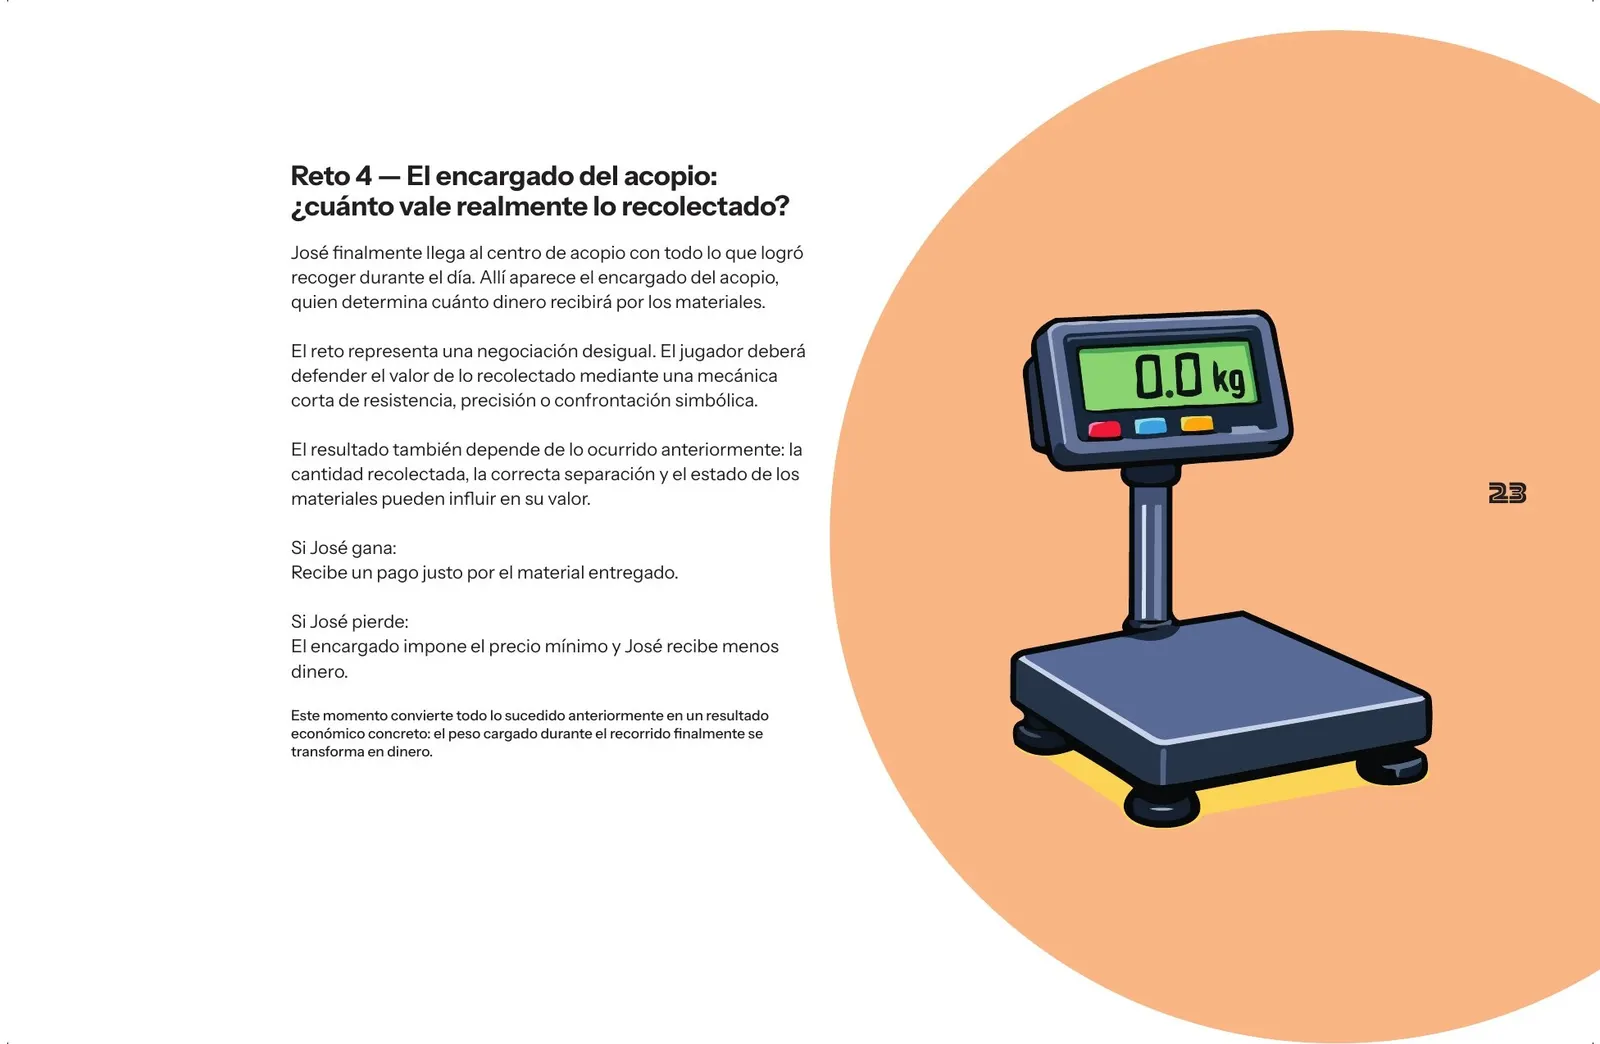 Reto 4 — El encargado del acopio:
¿cuánto vale realmente lo recolectado?
José finalmente llega al centro de acopio con todo lo que logró
recoger durante el día. Allí aparece el encargado del acopio,
quien determina cuánto dinero recibirá por los materiales.
El reto representa una negociación desigual. El jugador deberá
defender el valor de lo recolectado mediante una mecánica
corta de resistencia, precisión o confrontación simbólica.
El resultado también depende de lo ocurrido anteriormente: la
cantidad recolectada, la correcta separación y el estado de los
materiales pueden influir en su valor.
Si José gana:
Recibe un pago justo por el material entregado.
Si José pierde:
El encargado impone el precio mínimo y José recibe menos
dinero.
Este momento convierte todo lo sucedido anteriormente en un resultado
económico concreto: el peso cargado durante el recorrido finalmente se
transforma en dinero.
0.0 kg
23